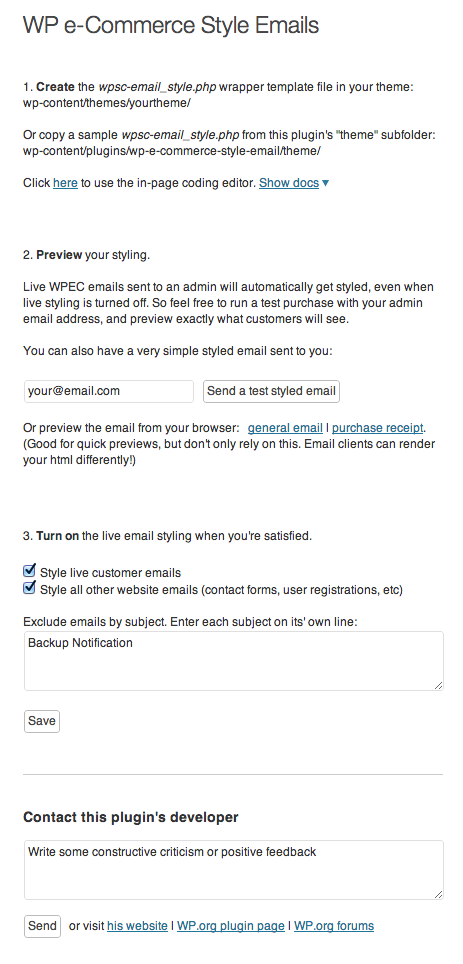 WP e-Commerce Style Emails
1. Create the wpsc-email_style.php wrapper template file in your theme:
wp-content/themes/yourtheme/
Or copy a sample wpsc-email_style.php from this plugin's "theme" subfolder:
wp-content/plugins/wp-e-commerce-style-email/theme/
Click here to use the in-page coding editor. Show docs ▼
2. Preview your styling.
Live WPEC emails sent to an admin will automatically get styled, even when
live styling is turned off. So feel free to run a test purchase with your admin
email address, and preview exactly what customers will see.
You can also have a very simple styled email sent to you:
your@email.com Send a test styled email
Or preview the email from your browser: general email | purchase receipt.
(Good for quick previews, but don't only rely on this. Email clients can render
your html differently!)
3. Turn on the live email styling when you're satisfied.
Style live customer emails
Style all other website emails (contact forms, user registrations, etc)
Exclude emails by subject. Enter each subject on its' own line:
Backup Notification
Save
Contact this plugin's developer
Write some constructive criticism or positive feedback
Send or visit his website | WP.org plugin page | WP.org forums